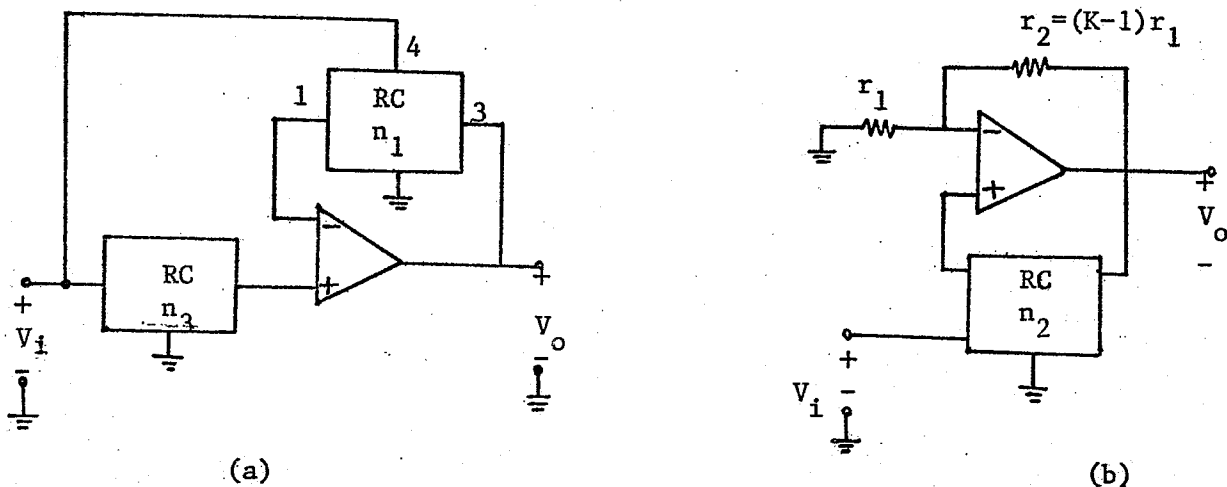 4
1
RC
n1
3
-
RC
n3
+
+
Vi
-
+
Vo
-
(a)
r2=(K-1)r1
r1
-
+
+
Vo
-
RC
n2
+
Vi
-
(b)